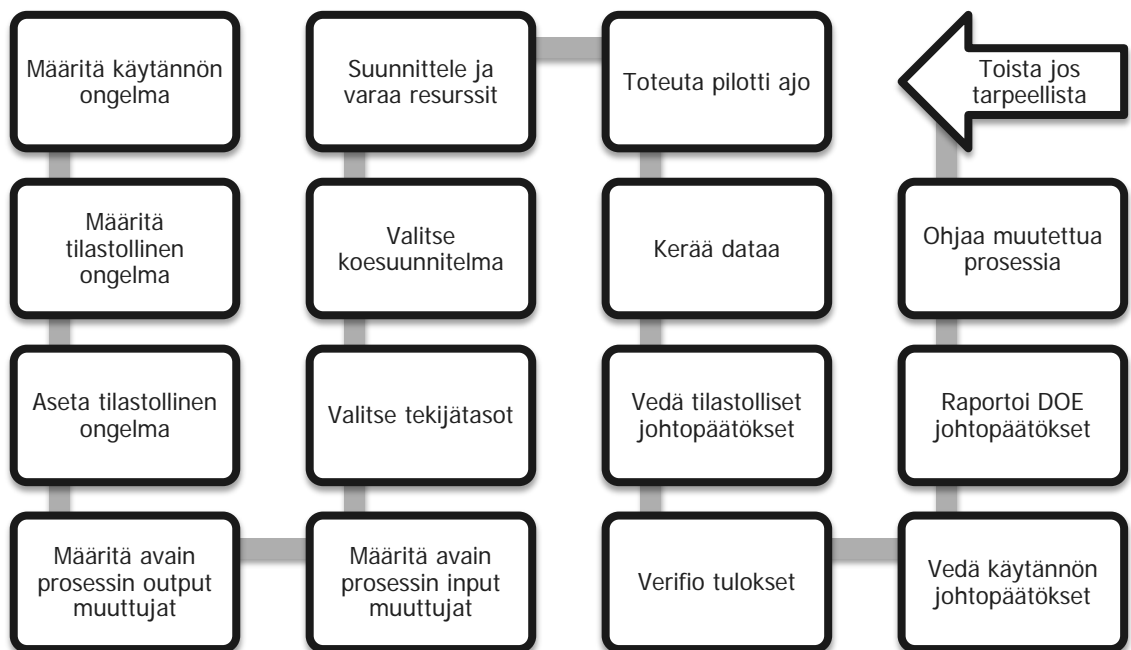 Määritä käytännön
ongelma
Määritä
tilastollinen
ongelma
Aseta tilastollinen
ongelma
Määritä avain
prosessin output
muuttujat
Määritä avain
prosessin input
muuttujat
Valitse tekijätasot
Valitse
koesuunnitelma
Suunnittele ja
varaa resurssit
Toteuta pilotti ajo
Kerää dataa
Vedä tilastolliset
johtopäätökset
Verifio tulokset
Vedä käytännön
johtopäätökset
Raportoi DOE
johtopäätökset
Ohjaa muutettua
prosessia
Toista jos
tarpeellista